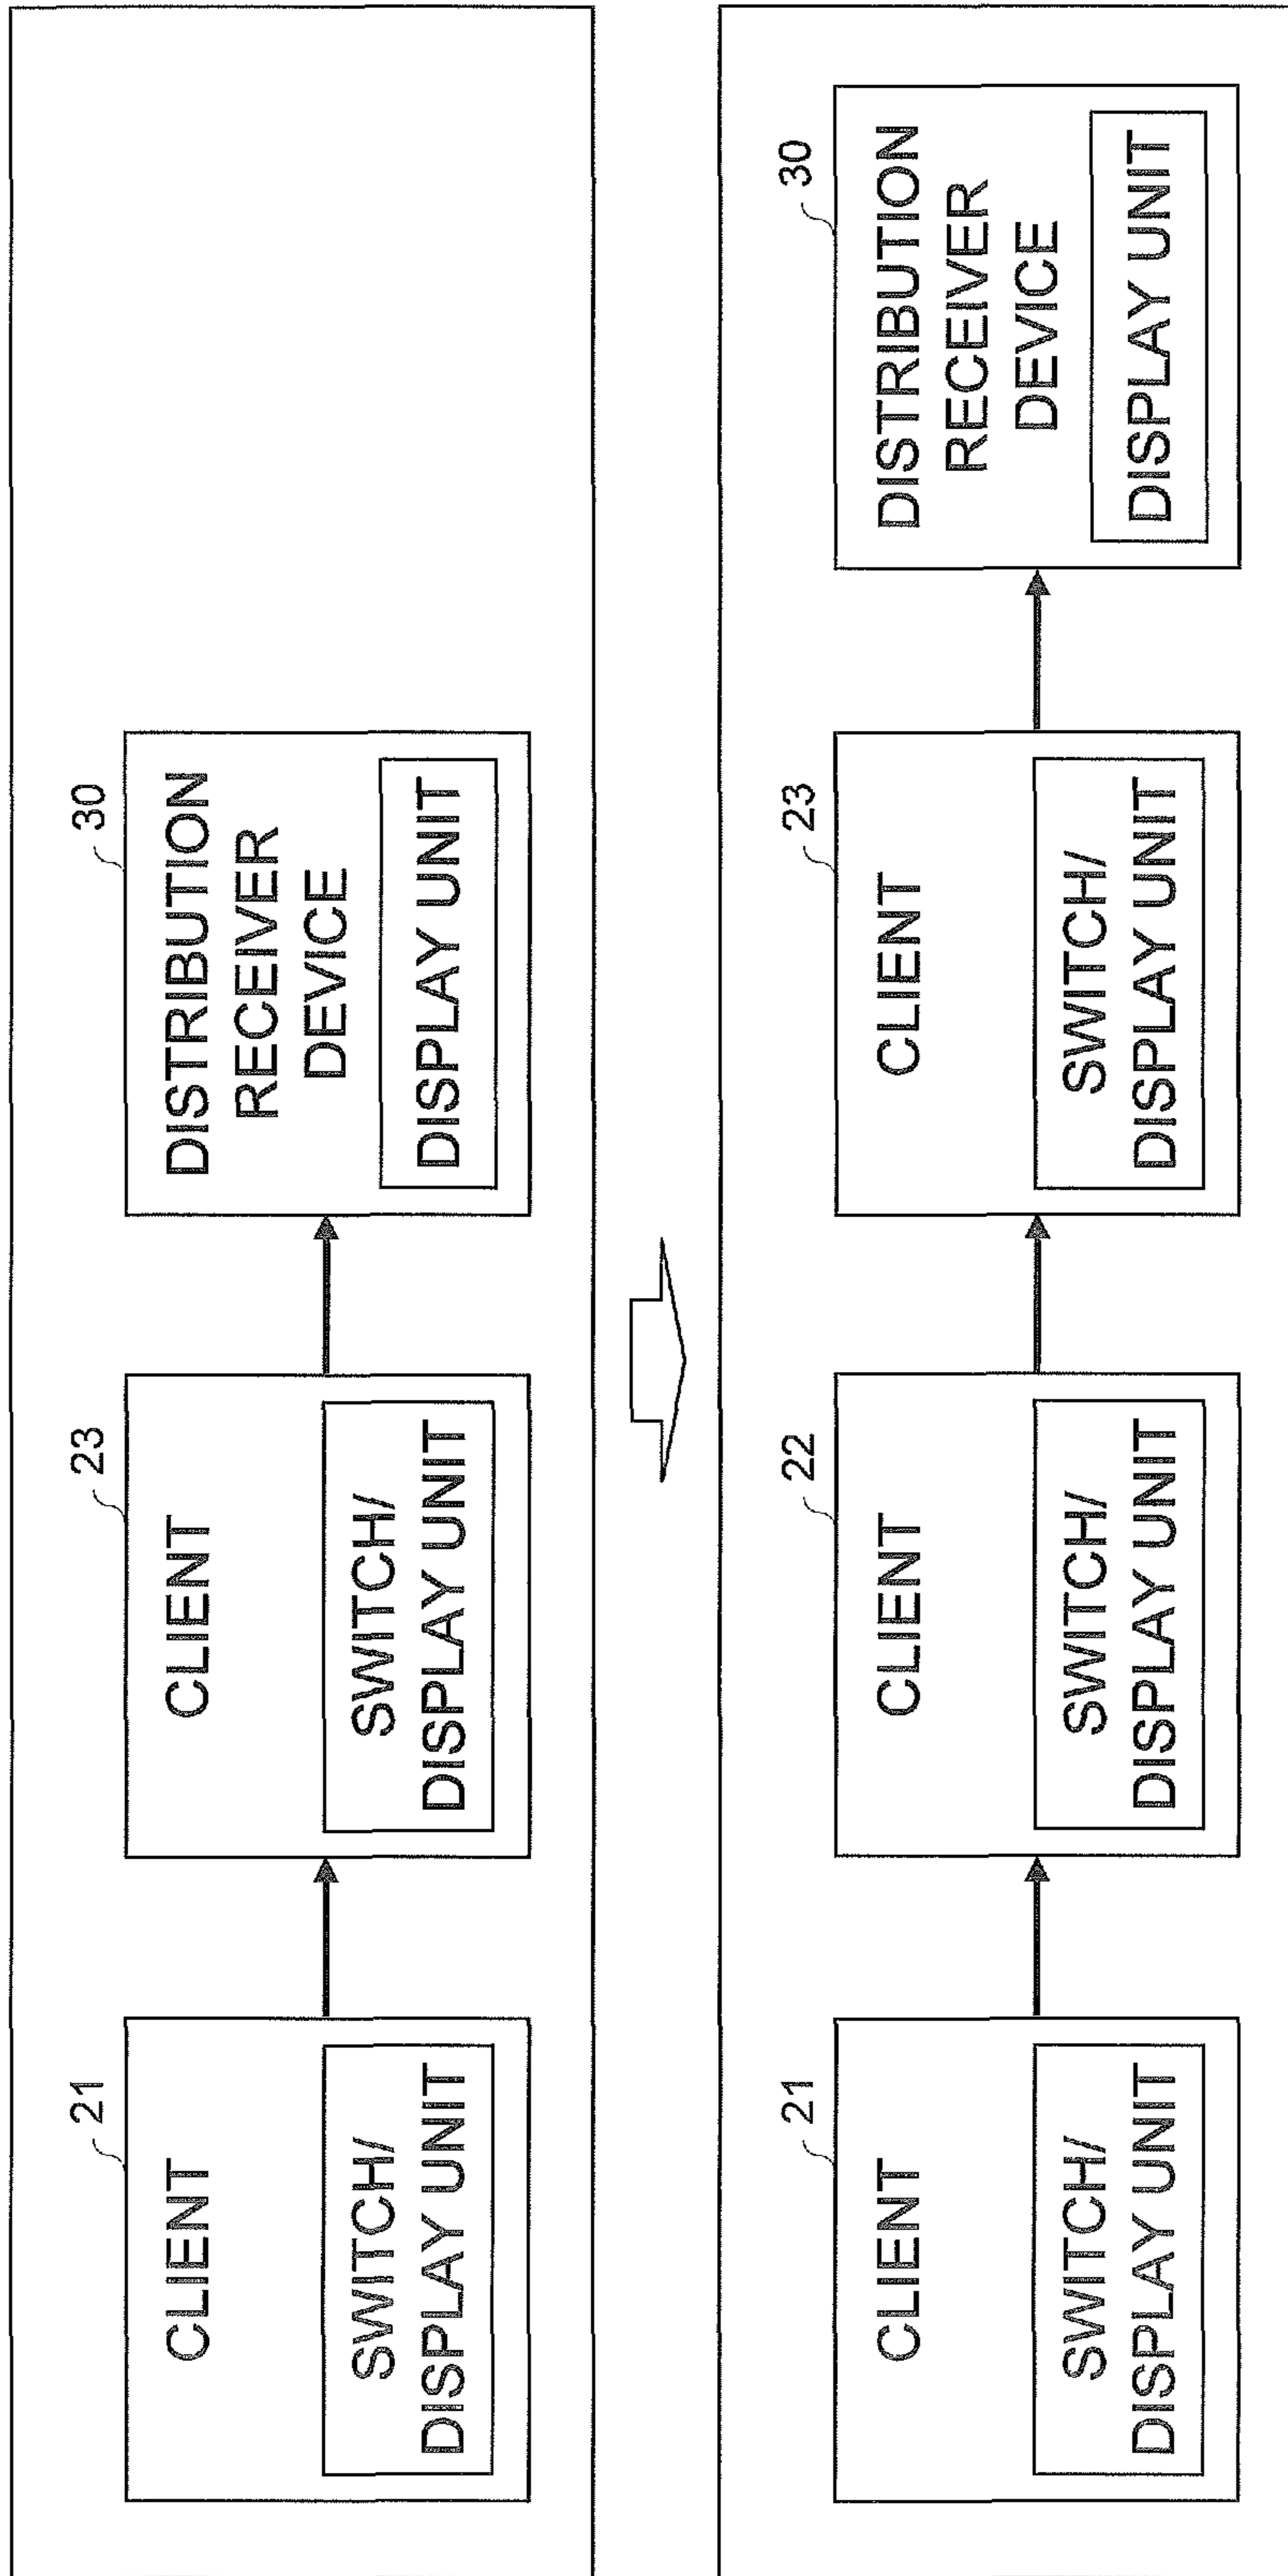 21
CLIENT
SWITCH/
DISPLAY UNIT
23
CLIENT
SWITCH/
DISPLAY UNIT
30
DISTRIBUTION
RECEIVER
DEVICE
DISPLAY UNIT
21
CLIENT
SWITCH/
DISPLAY UNIT
22
CLIENT
SWITCH/
DISPLAY UNIT
23
CLIENT
SWITCH/
DISPLAY UNIT
30
DISTRIBUTION
RECEIVER
DEVICE
DISPLAY UNIT